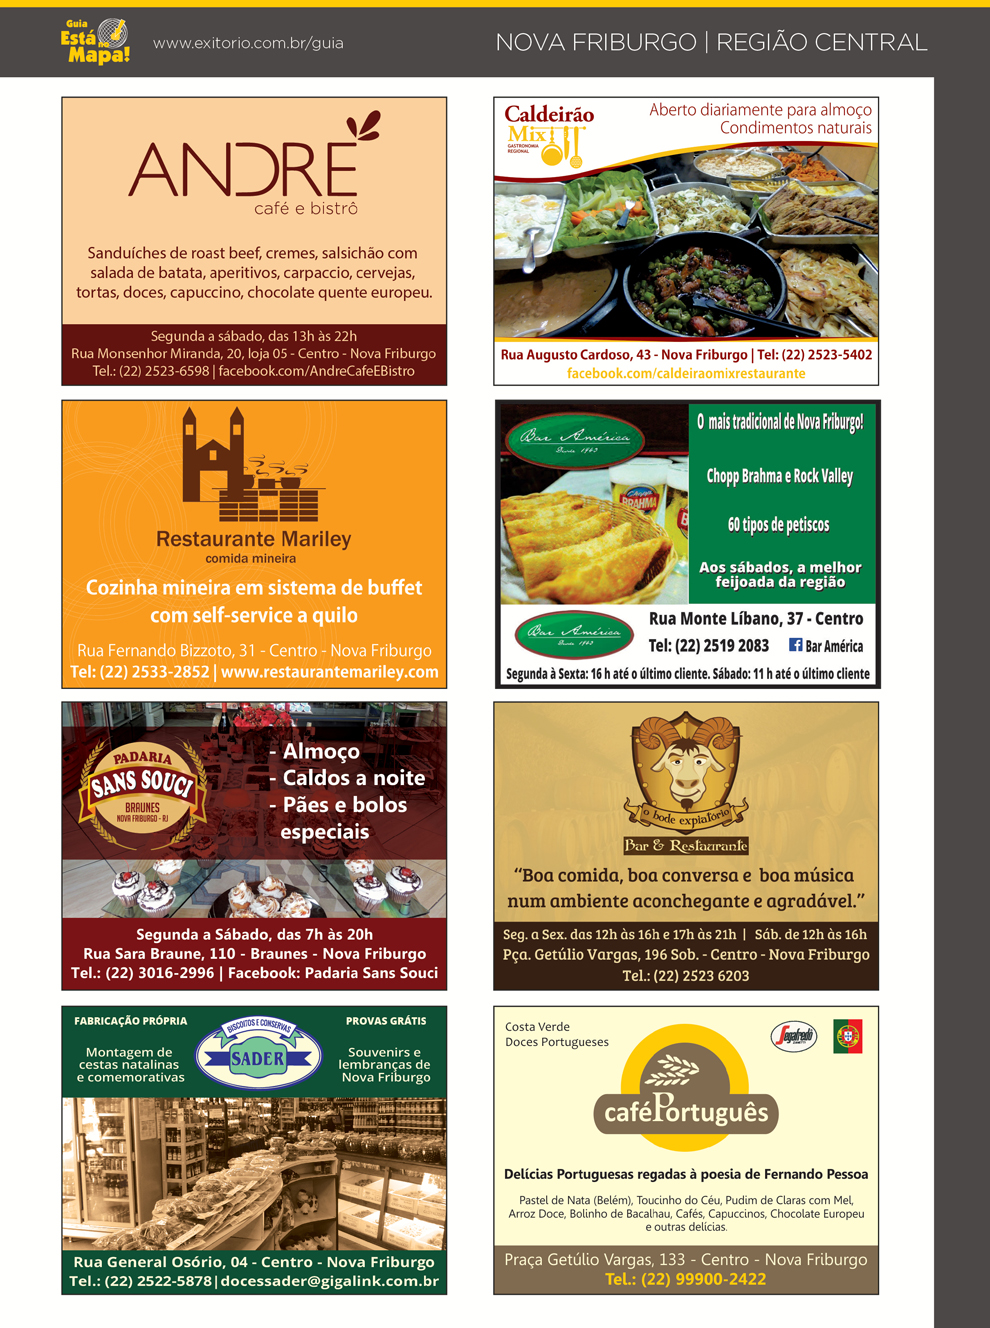 Guia
Está no
Mapa!
www.exitorio.com.br/guia
NOVA FRIBURGO | REGIÃO CENTRAL
ANDRÉ
café e bistrô
Sanduíches de roast beef, cremes, salsichão com
salada de batata, aperitivos, carpaccio, cervejas,
tortas, doces, capuccino, chocolate quente europeu.
Segunda a sábado, das 13h às 22h
Rua Monsenhor Miranda, 20, loja 05 - Centro - Nova Friburgo
Tel.: (22) 2523-6598 | facebook.com/AndreCafeEBistro
Caldeirão
Mix
GASTRONOMIA
REGIONAL
Aberto diariamente para almoço
Condimentos naturais
Rua Augusto Cardoso, 43 - Nova Friburgo | Tel: (22) 2523-5402
facebook.com/caldeiraomixrestaurante
Restaurante Mariley
comida mineira
Cozinha mineira em sistema de buffet
com self-service a quilo
Rua Fernando Bizzoto, 31 - Centro - Nova Friburgo
Tel: (22) 2533-2852 | www.restaurantemariley.com
Bar América
Desde 1963
Chopp
BRAHMA
O mais tradicional de Nova Friburgo!
Chopp Brahma e Rock Valley
60 tipos de petiscos
Aos sábados, a melhor
feijoada da região
Bar América
Desde 1963
Rua Monte Líbano, 37 - Centro
Tel: (22) 2519 2083 f Bar América
Segunda à Sexta: 16 h até o último cliente. Sábado: 11 h até o último cliente
PADARIA
SANS SOUCI
BRAUNES
NOVA FRIBURGO - RJ
- Almoço
- Caldos a noite
- Pães e bolos
especiais
Segunda a Sábado, das 7h às 20h
Rua Sara Braune, 110 - Braunes - Nova Friburgo
Tel.: (22) 3016-2996 | Facebook: Padaria Sans Souci
o bode expiatório
Bar & Restaurante
“Boa comida, boa conversa e boa música
num ambiente aconchegante e agradável.”
Seg. a Sex. das 12h às 16h e 17h às 21h | Sáb. de 12h às 16h
Pça. Getúlio Vargas, 196 Sob. - Centro - Nova Friburgo
Tel.: (22) 2523 6203
FABRICAÇÃO PRÓPRIA
Montagem de
cestas natalinas
e comemorativas
BISCOITOS E CONSERVAS
SADER
PROVAS GRÁTIS
Souvenirs e
lembranças de
Nova Friburgo
Rua General Osório, 04 - Centro - Nova Friburgo
Tel.: (22) 2522-5878|docessader@gigalink.com.br
Costa Verde
Doces Portugueses
Segafredo
caféPortuguês
Delícias Portuguesas regadas à poesia de Fernando Pessoa
Pastel de Nata (Belém), Toucinho do Céu, Pudim de Claras com Mel,
Arroz Doce, Bolinho de Bacalhau, Cafés, Capuccinos, Chocolate Europeu
e outras delícias.
Praça Getúlio Vargas, 133 - Centro - Nova Friburgo
Tel.: (22) 99900-2422